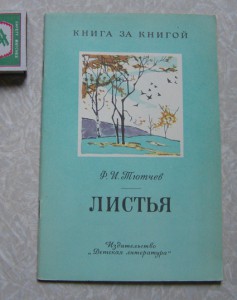 КНИГА ЗА КНИГОЙ
Ф. И. Тютчев
ЛИСТЬЯ
Издательство
„Детская литература"